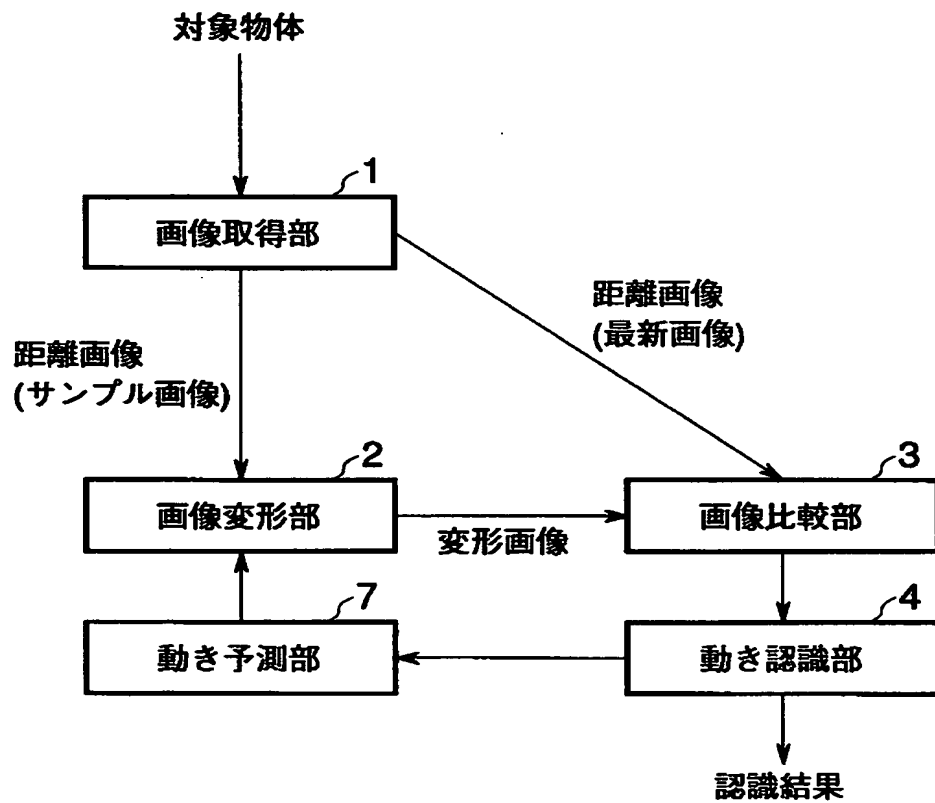 対象物体
1
画像取得部
距離画像
(最新画像)
距離画像
(サンプル画像)
2
画像変形部
変形画像
3
画像比較部
7
動き予測部
4
動き認識部
認識結果